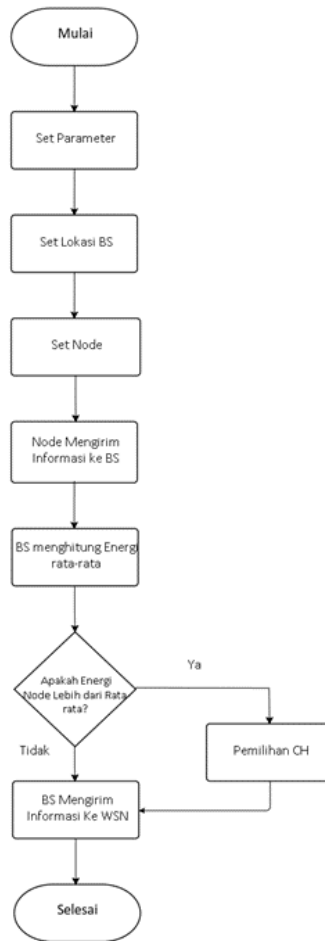 Mulai
Set Parameter
Set Lokasi BS
Set Node
Node Mengirim
Informasi ke BS
BS menghitung Energi
rata-rata
Apakah Energi
Node Lebih dari Rata
rata?
Ya
Tidak
Pemilihan CH
BS Mengirim
Informasi Ke WSN
Selesai